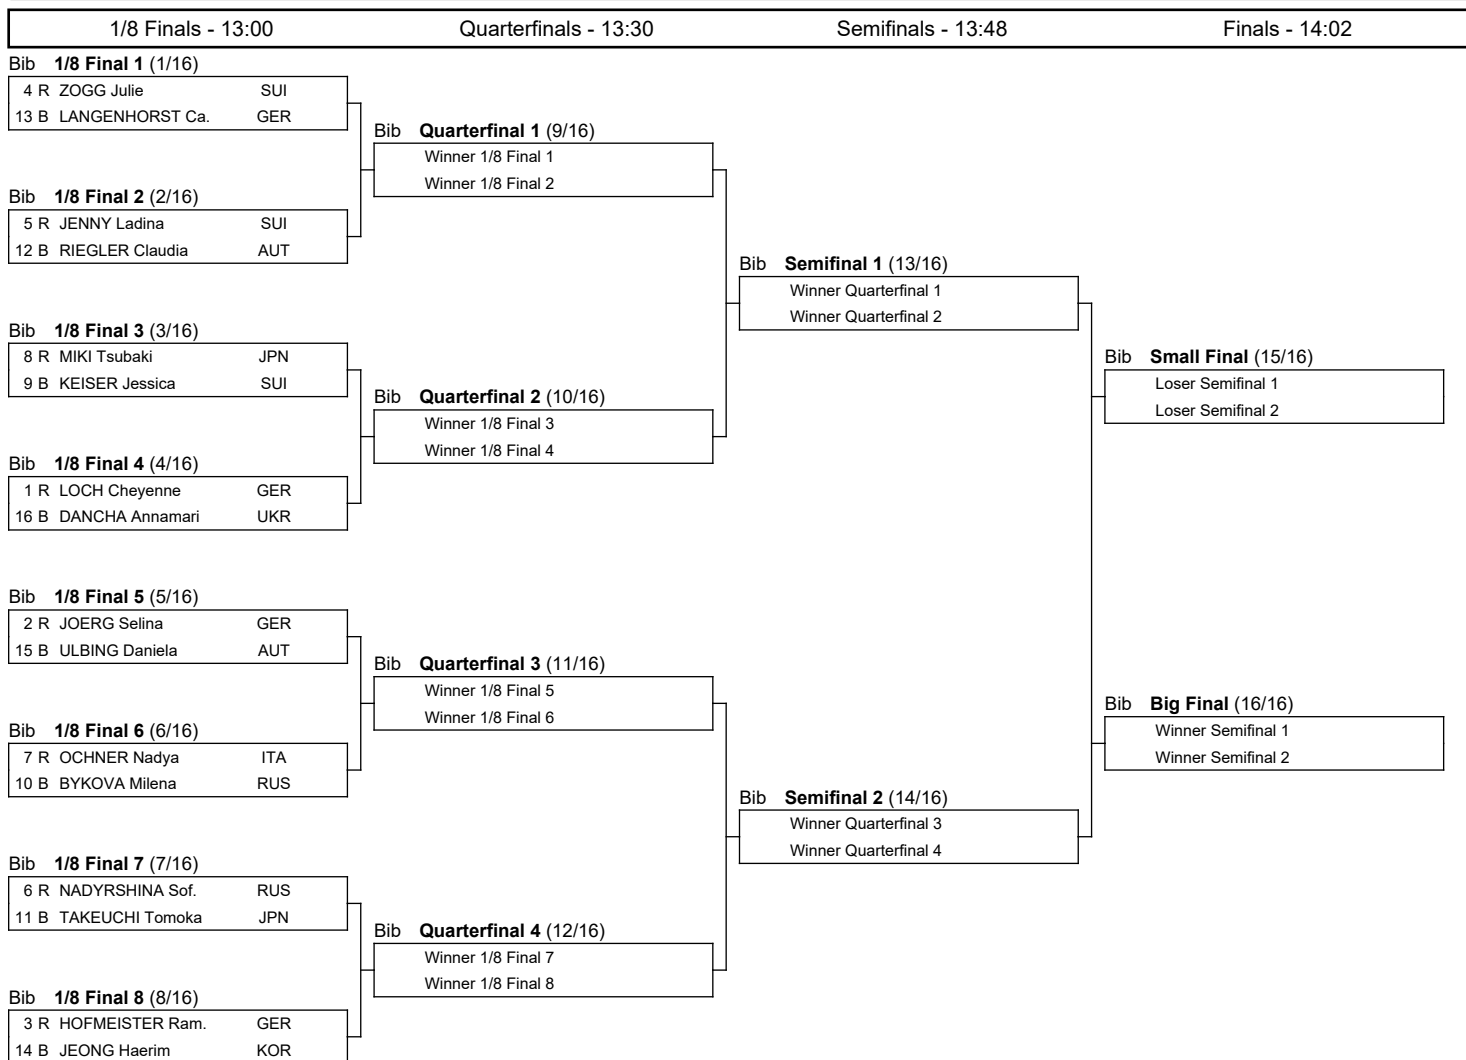 1/8 Finals - 13:00 Quarterfinals - 13:30 Semifinals - 13:48 Finals - 14:02
Bib 1/8 Final 1 (1/16)
4 R ZOGG Julie SUI
13 B LANGENHORST Ca. GER
Bib 1/8 Final 2 (2/16)
5 R JENNY Ladina SUI
12 B RIEGLER Claudia AUT
Bib 1/8 Final 3 (3/16)
8 R MIKI Tsubaki JPN
9 B KEISER Jessica SUI
Bib 1/8 Final 4 (4/16)
1 R LOCH Cheyenne GER
16 B DANCHA Annamari UKR
Bib 1/8 Final 5 (5/16)
2 R JOERG Selina GER
15 B ULBING Daniela AUT
Bib 1/8 Final 6 (6/16)
7 R OCHNER Nadya ITA
10 B BYKOVA Milena RUS
Bib 1/8 Final 7 (7/16)
6 R NADYRSHINA Sof. RUS
11 B TAKEUCHI Tomoka JPN
Bib 1/8 Final 8 (8/16)
3 R HOFMEISTER Ram. GER
14 B JEONG Haerim KOR
Bib Quarterfinal 1 (9/16)
Winner 1/8 Final 1
Winner 1/8 Final 2
Bib Quarterfinal 2 (10/16)
Winner 1/8 Final 3
Winner 1/8 Final 4
Bib Quarterfinal 3 (11/16)
Winner 1/8 Final 5
Winner 1/8 Final 6
Bib Quarterfinal 4 (12/16)
Winner 1/8 Final 7
Winner 1/8 Final 8
Bib Semifinal 1 (13/16)
Winner Quarterfinal 1
Winner Quarterfinal 2
Bib Semifinal 2 (14/16)
Winner Quarterfinal 3
Winner Quarterfinal 4
Bib Small Final (15/16)
Loser Semifinal 1
Loser Semifinal 2
Bib Big Final (16/16)
Winner Semifinal 1
Winner Semifinal 2